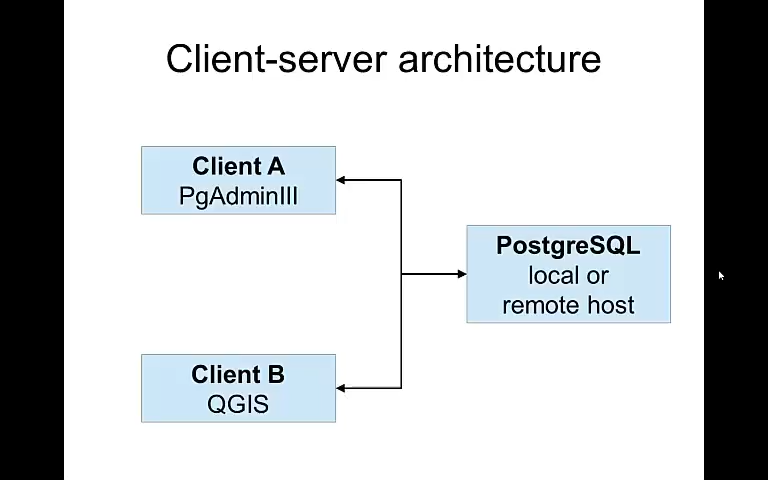 Client-server architecture
Client A
PgAdminIII
PostgreSQL
local or
remote host
Client B
QGIS